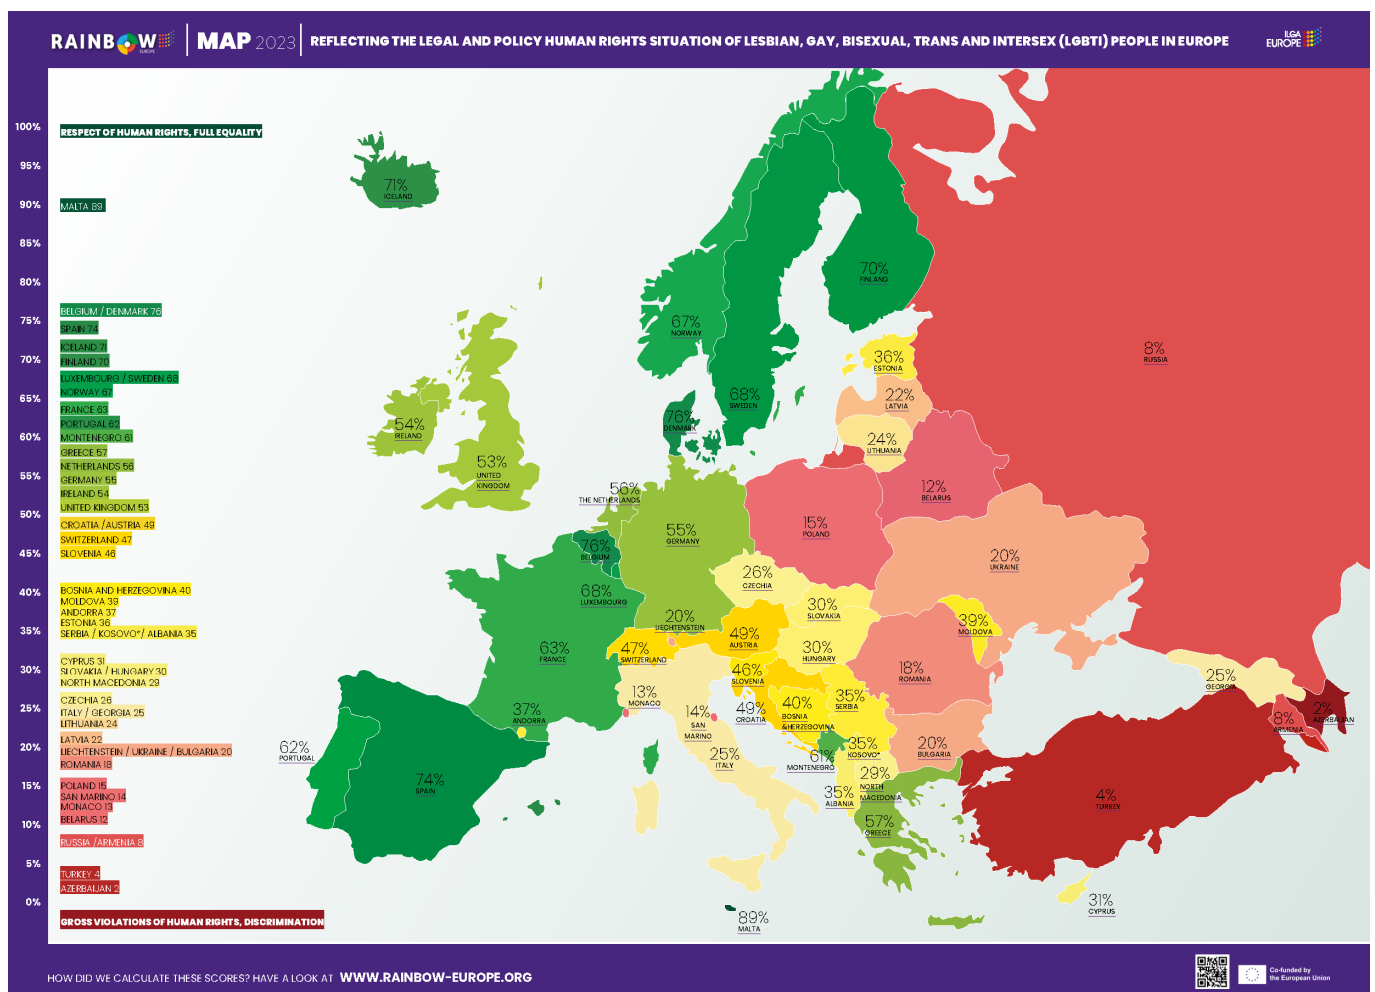 RAINBOW EUROPE
MAP 2023
REFLECTING THE LEGAL AND POLICY HUMAN RIGHTS SITUATION OF LESBIAN, GAY, BISEXUAL, TRANS AND INTERSEX (LGBTI) PEOPLE IN EUROPE
ILGA
EUROPE
100%
95%
90%
85%
80%
75%
70%
65%
60%
55%
50%
45%
40%
35%
30%
25%
20%
15%
10%
5%
0%
RESPECT OF HUMAN RIGHTS, FULL EQUALITY
MALTA 89
BELGIUM / DENMARK 76
SPAIN 74
ICELAND 71
FINLAND 70
LUXEMBOURG / SWEDEN 68
NORWAY 67
FRANCE 63
PORTUGAL 62
MONTENEGRO 61
GREECE 57
NETHERLANDS 56
GERMANY 55
IRELAND 54
UNITED KINGDOM 53
CROATIA /AUSTRIA 49
SWITZERLAND 47
SLOVENIA 46
BOSNIA AND HERZEGOVINA 40
MOLDOVA 39
ANDORRA 37
ESTONIA 36
SERBIA / KOSOVO*/ ALBANIA 35
CYPRUS 31
SLOVAKIA / HUNGARY 30
NORTH MACEDONIA 29
CZECHIA 26
ITALY / GEORGIA 25
LITHUANIA 24
LATVIA 22
LIECHTENSTEIN / UKRAINE / BULGARIA 20
ROMANIA 18
POLAND 15
SAN MARINO 14
MONACO 13
BELARUS 12
RUSSIA /ARMENIA 8
TURKEY 4
AZERBAIJAN 2
GROSS VIOLATIONS OF HUMAN RIGHTS, DISCRIMINATION
71%
ICELAND
70%
FINLAND
67%
NORWAY
68%
SWEDEN
8%
RUSSIA
36%
ESTONIA
22%
LATVIA
24%
LITHUANIA
76%
DENMARK
54%
IRELAND
53%
UNITED
KINGDOM
56%
THE NETHERLANDS
12%
BELARUS
15%
POLAND
55%
GERMANY
76%
BELGIUM
20%
UKRAINE
26%
CZECHIA
68%
LUXEMBOURG
30%
SLOVAKIA
20%
LIECHTENSTEIN
39%
MOLDOVA
49%
AUSTRIA
63%
FRANCE
47%
SWITZERLAND
30%
HUNGARY
18%
ROMANIA
46%
SLOVENIA
25%
GEORGIA
13%
MONACO
35%
SERBIA
40%
BOSNIA
&HERZEGOVINA
49%
CROATIA
37%
ANDORRA
14%
SAN
MARINO
2%
AZERBAIJAN
8%
ARMENIA
62%
PORTUGAL
35%
KOSOVO*
20%
BULGARIA
61%
MONTENEGRO
25%
ITALY
74%
SPAIN
29%
NORTH
MACEDONIA
35%
ALBANIA
4%
TURKEY
57%
GREECE
31%
CYPRUS
89%
MALTA
HOW DID WE CALCULATE THESE SCORES? HAVE A LOOK AT WWW.RAINBOW-EUROPE.ORG
Co-funded by
the European Union